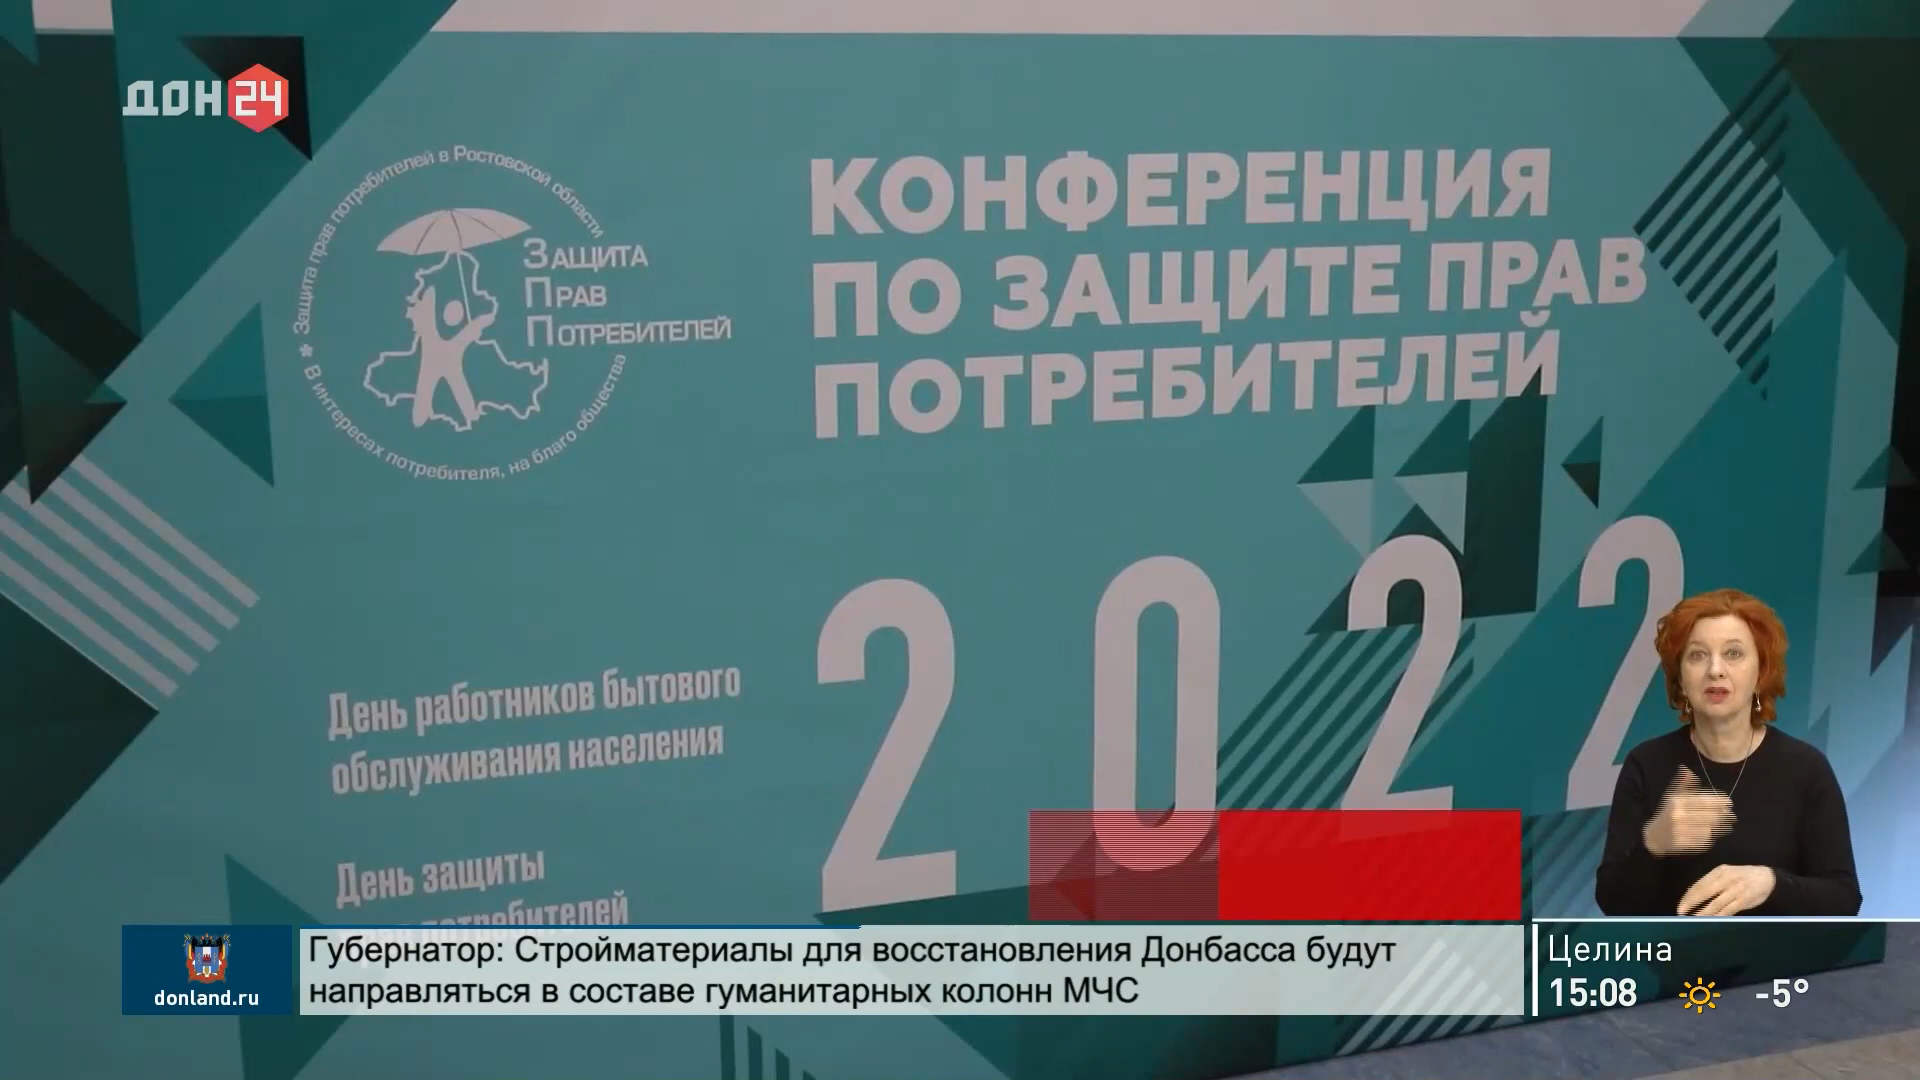 ДОН24
Защита прав потребителей в Ростовской области
ЗАЩИТА
ПРАВ
ПОТРЕБИТЕЛЕЙ
* В интересах потребителя, на благо общества
КОНФЕРЕНЦИЯ
ПО ЗАЩИТЕ ПРАВ
ПОТРЕБИТЕЛЕЙ
2022
День работников бытового
обслуживания населения
День защиты
потребителей
donland.ru
Губернатор: Стройматериалы для восстановления Донбасса будут
направляться в составе гуманитарных колонн МЧС
Целина
15:08 -5°